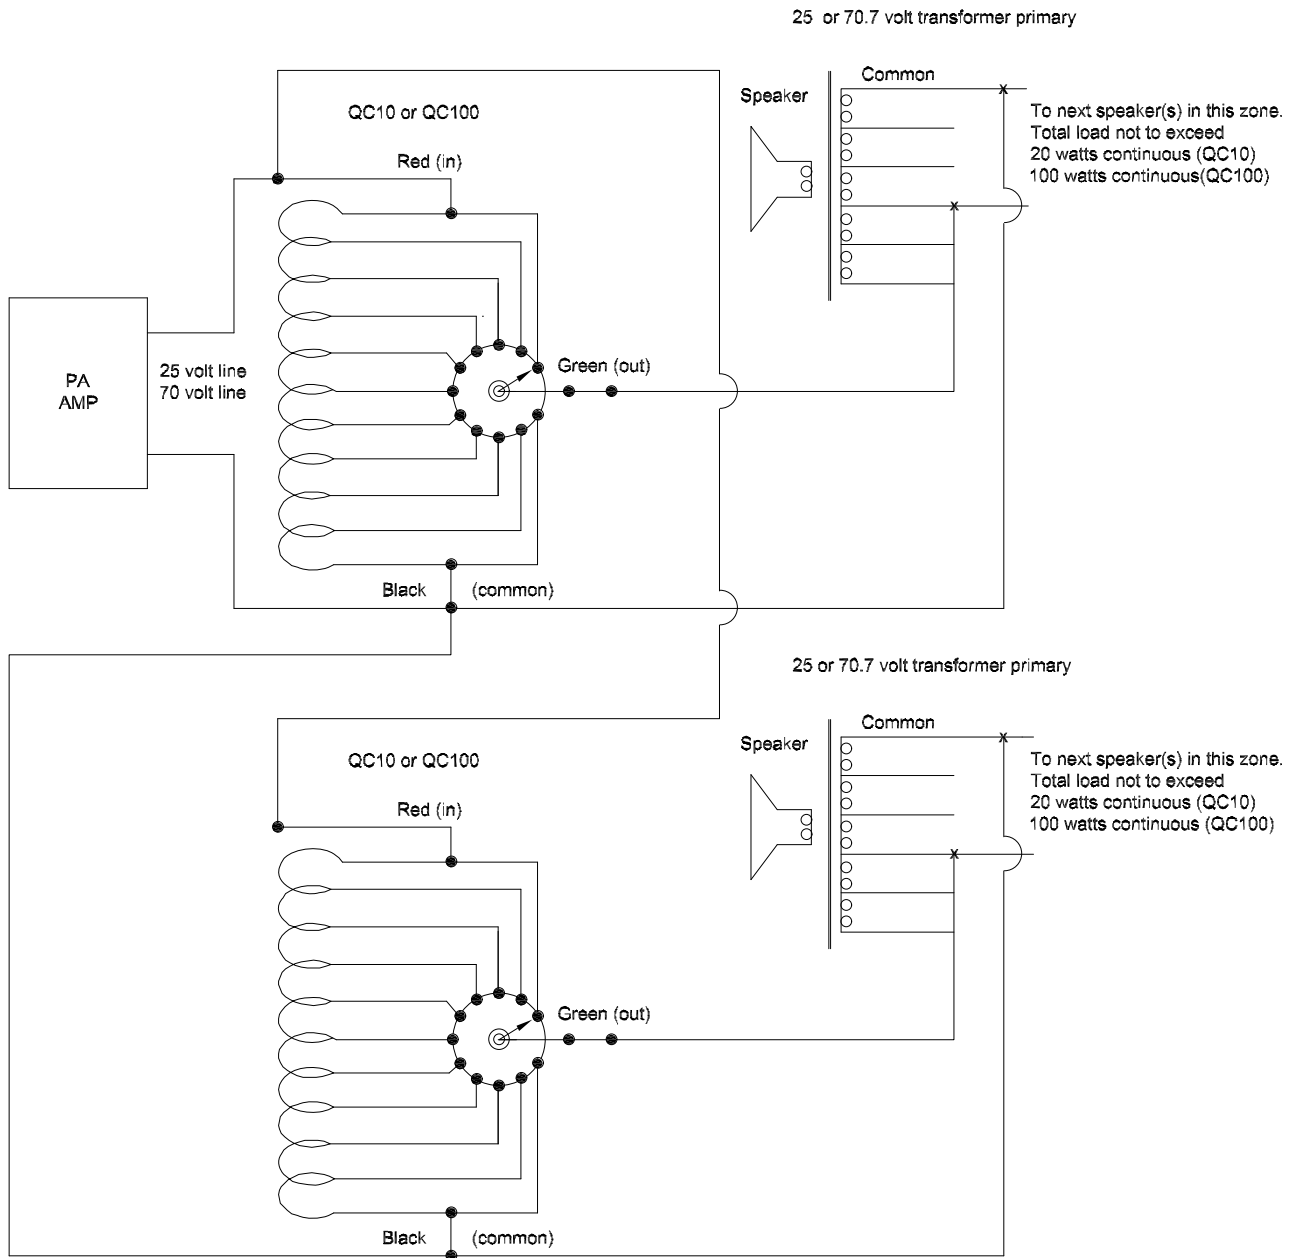 25 or 70.7 volt transformer primary
Common
Speaker
QC10 or QC100
To next speaker(s) in this zone.
Total load not to exceed
20 watts continuous (QC10)
100 watts continuous(QC100)
Red (in)
x
x
Green (out)
25 volt line
70 volt line
PA
AMP
Black (common)
25 or 70.7 volt transformer primary
Common
Speaker
QC10 or QC100
To next speaker(s) in this zone.
Total load not to exceed
20 watts continuous (QC10)
100 watts continuous (QC100)
Red (in)
x
x
Green (out)
Black (common)